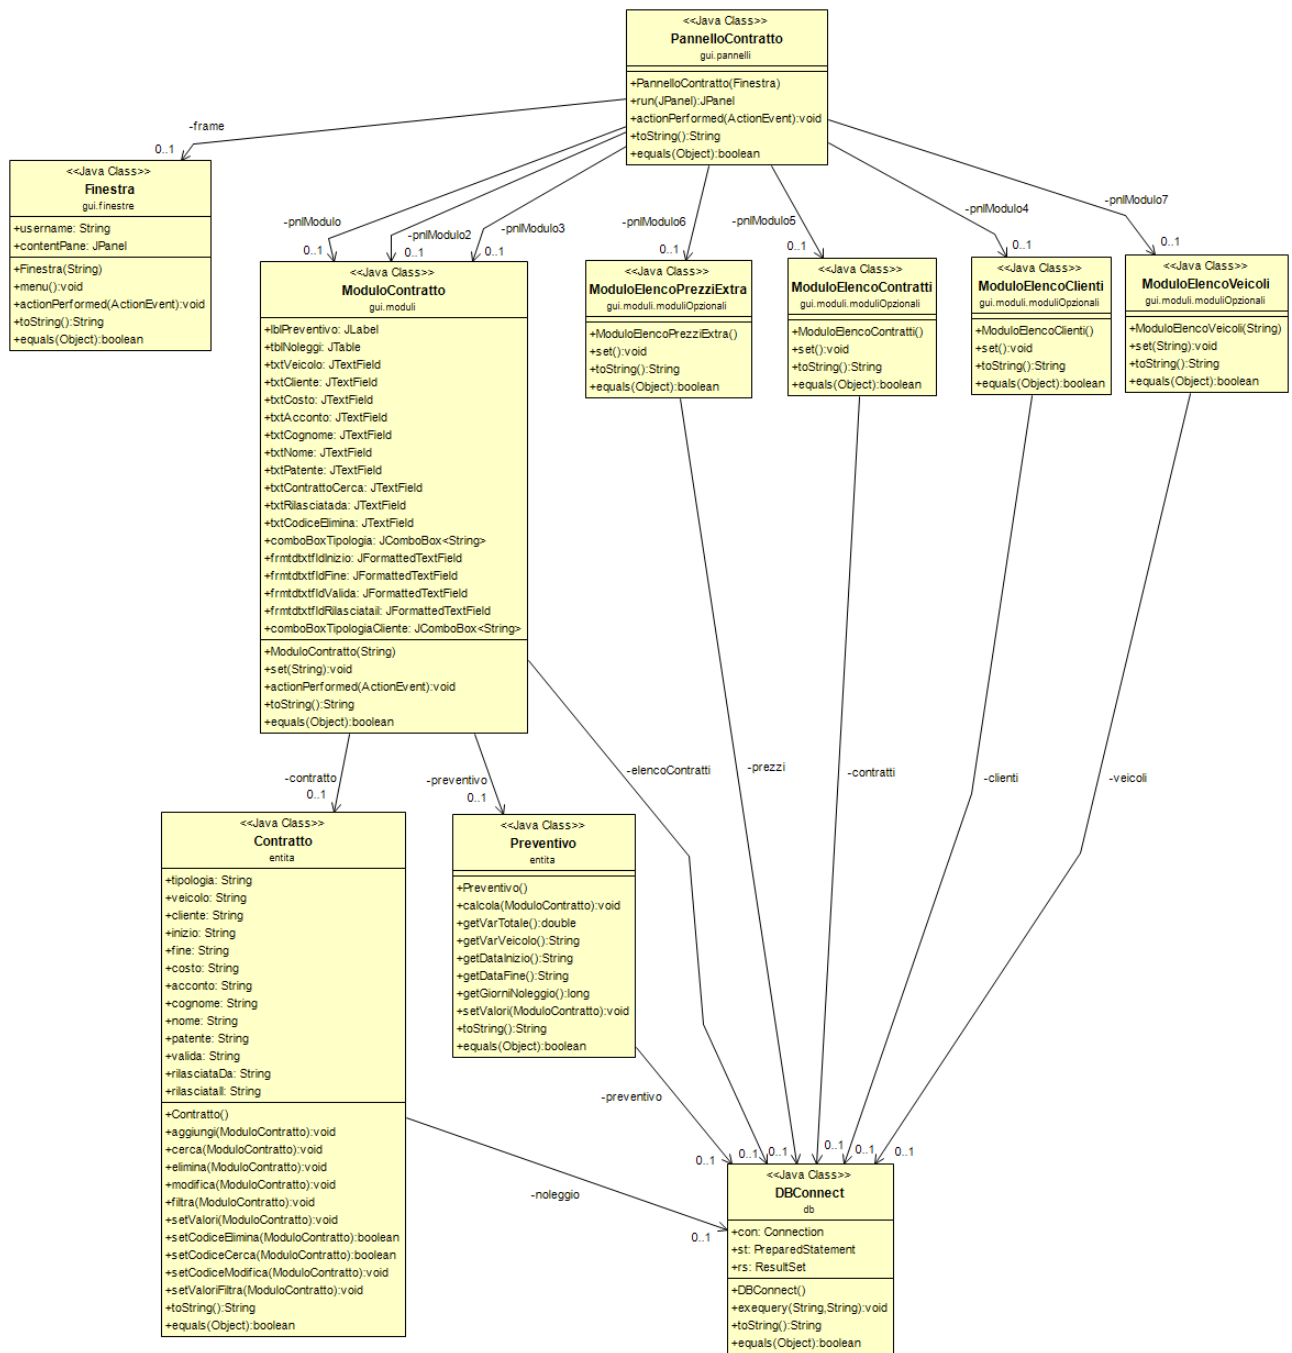 <<Java Class>>
PannelloContratto
gui.pannelli
+PannelloContratto(Finestra)
+run(JPanel):JPanel
+actionPerformed(ActionEvent):void
+toString():String
+equals(Object):boolean
-frame
0..1
-pnlModulo
0..1
-pnlModulo2
0..1
-pnlModulo3
0..1
-pnlModulo6
0..1
-pnlModulo5
0..1
-pnlModulo4
0..1
-pnlModulo7
0..1
<<Java Class>>
Finestra
gui.finestre
+username: String
+contentPane: JPanel
+Finestra(String)
+menu():void
+actionPerformed(ActionEvent):void
+toString():String
+equals(Object):boolean
<<Java Class>>
ModuloContratto
gui.moduli
+lblPreventivo: JLabel
+tblNoleggi: JTable
+txtVeicolo: JTextField
+txtCliente: JTextField
+txtCosto: JTextField
+txtAcconto: JTextField
+txtCognome: JTextField
+txtNome: JTextField
+txtPatente: JTextField
+txtContrattoCerca: JTextField
+txtRilasciatada: JTextField
+txtCodiceElimina: JTextField
+comboBoxTipologia: JComboBox<String>
+frmtdtxtfldInizio: JFormattedTextField
+frmtdtxtfldFine: JFormattedTextField
+frmtdtxtfldValida: JFormattedTextField
+frmtdtxtfldRilasciatail: JFormattedTextField
+comboBoxTipologiaCliente: JComboBox<String>
+ModuloContratto(String)
+set(String):void
+actionPerformed(ActionEvent):void
+toString():String
+equals(Object):boolean
<<Java Class>>
ModuloElencoPrezziExtra
gui.moduli.moduliOpzionali
+ModuloElencoPrezziExtra()
+set():void
+toString():String
+equals(Object):boolean
<<Java Class>>
ModuloElencoContratti
gui.moduli.moduliOpzionali
+ModuloElencoContratti()
+set():void
+toString():String
+equals(Object):boolean
<<Java Class>>
ModuloElencoClienti
gui.moduli.moduliOpzionali
+ModuloElencoClienti()
+set():void
+toString():String
+equals(Object):boolean
<<Java Class>>
ModuloElencoVeicoli
gui.moduli.moduliOpzionali
+ModuloElencoVeicoli(String)
+set(String):void
+toString():String
+equals(Object):boolean
-contratto
0..1
-preventivo
0..1
-elencoContratti
-prezzi
-contratti
-clienti
-veicoli
<<Java Class>>
Contratto
entita
+tipologia: String
+veicolo: String
+cliente: String
+inizio: String
+fine: String
+costo: String
+acconto: String
+cognome: String
+nome: String
+patente: String
+valida: String
+rilasciataDa: String
+rilasciataIl: String
+Contratto()
+aggiungi(ModuloContratto):void
+cerca(ModuloContratto):void
+elimina(ModuloContratto):void
+modifica(ModuloContratto):void
+filtra(ModuloContratto):void
+setValori(ModuloContratto):void
+setCodiceElimina(ModuloContratto):boolean
+setCodiceCerca(ModuloContratto):boolean
+setCodiceModifica(ModuloContratto):void
+setValoriFiltra(ModuloContratto):void
+toString():String
+equals(Object):boolean
<<Java Class>>
Preventivo
entita
+Preventivo()
+calcola(ModuloContratto):void
+getVarTotale():double
+getVarVeicolo():String
+getDataInizio():String
+getDataFine():String
+getGiorniNoleggio():long
+setValori(ModuloContratto):void
+toString():String
+equals(Object):boolean
-preventivo
0..1
0..1
0..1
0..1
0..1
0..1
-noleggio
0..1
<<Java Class>>
DBConnect
db
+con: Connection
+st: PreparedStatement
+rs: ResultSet
+DBConnect()
+exequery(String,String):void
+toString():String
+equals(Object):boolean